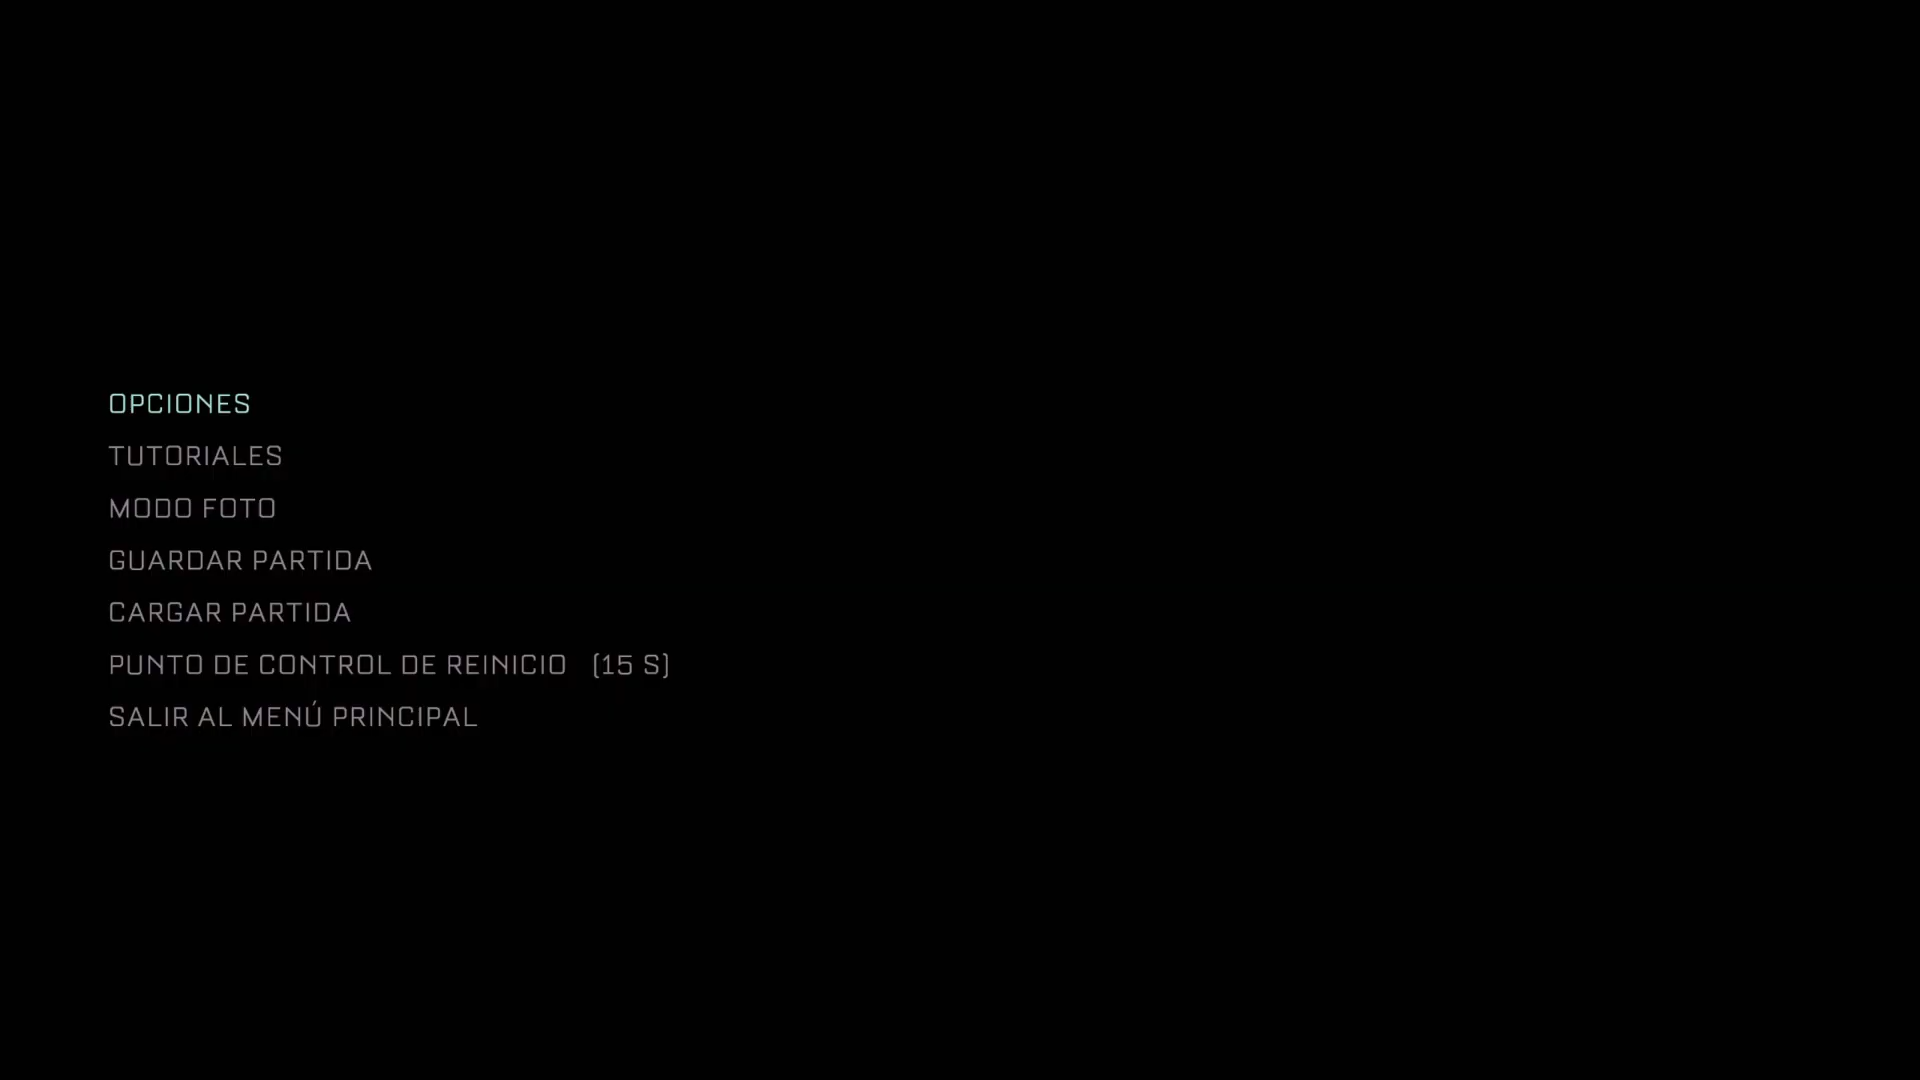 OPCIONES
TUTORIALES
MODO FOTO
GUARDAR PARTIDA
CARGAR PARTIDA
PUNTO DE CONTROL DE REINICIO (15 S)
SALIR AL MENÚ PRINCIPAL